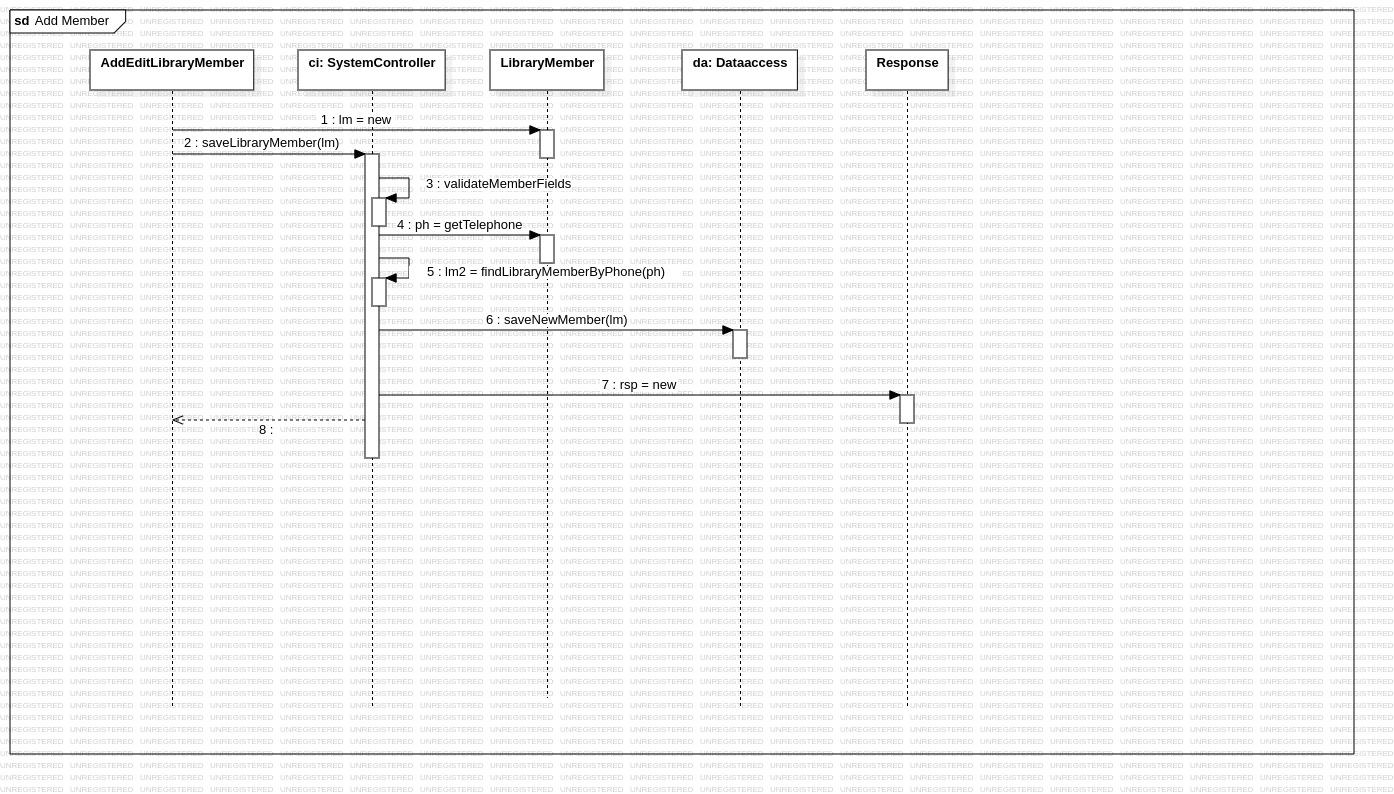 sd Add Member
AddEditLibraryMember
ci: SystemController
LibraryMember
da: Dataaccess
Response
1 : lm = new
2 : saveLibraryMember(lm)
3 : validateMemberFields
4 : ph = getTelephone
5 : lm2 = findLibraryMemberByPhone(ph)
6 : saveNewMember(lm)
7 : rsp = new
8 :
UNREGISTERED